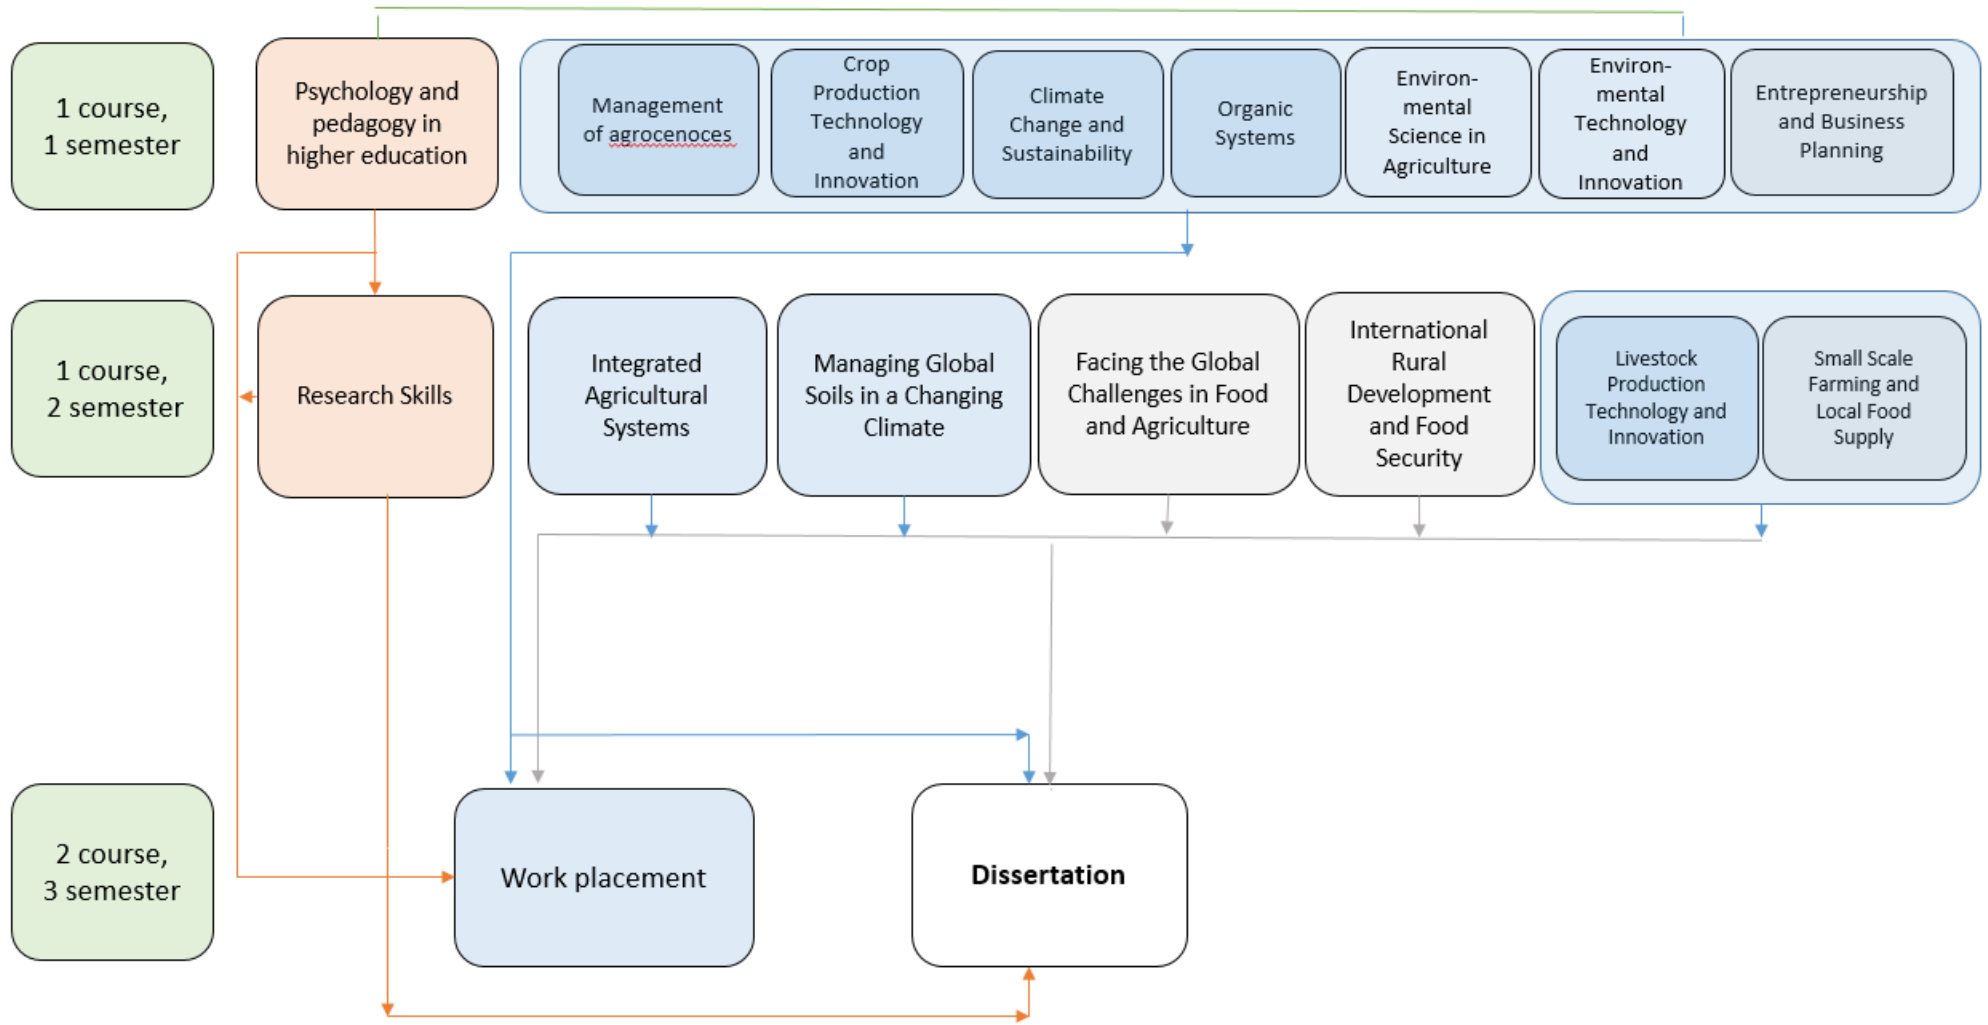 1 course,
1 semester
Psychology and
pedagogy in
higher education
Management
of agrocenoces
Crop
Production
Technology
and
Innovation
Climate
Change and
Sustainability
Organic
Systems
Environ-
mental
Science in
Agriculture
Environ-
mental
Technology
and
Innovation
Entrepreneurship
and Business
Planning
1 course,
2 semester
Research Skills
Integrated
Agricultural
Systems
Managing Global
Soils in a Changing
Climate
Facing the Global
Challenges in Food
and Agriculture
International
Rural
Development
and Food
Security
Livestock
Production
Technology and
Innovation
Small Scale
Farming and
Local Food
Supply
2 course,
3 semester
Work placement
Dissertation